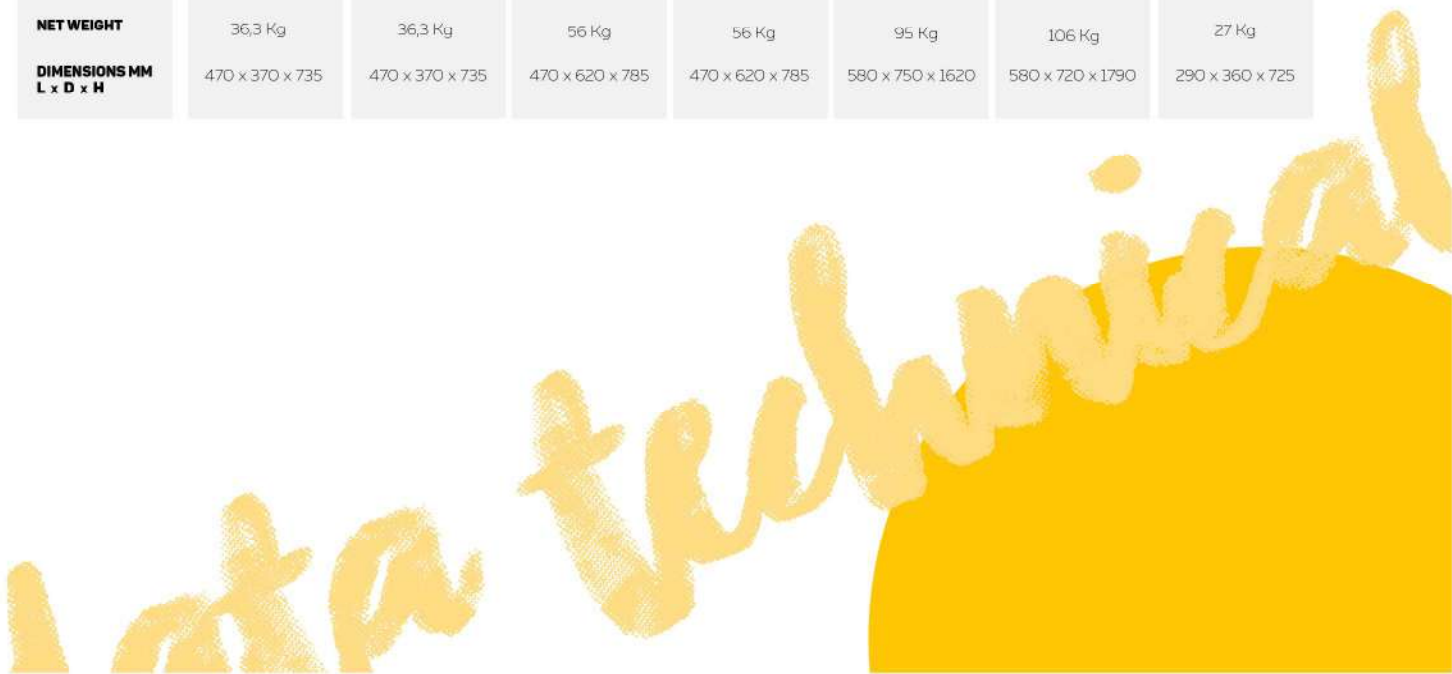 NET WEIGHT 36,3 Kg 36,3 Kg 56 Kg 56 Kg 95 Kg 106 Kg 27 Kg
DIMENSIONS MM 470 x 370 x 735 470 x 370 x 735 470 x 620 x 785 470 x 620 x 785 580 x 750 x 1620 580 x 720 x 1790 290 x 360 x 725
L x D x H
technical